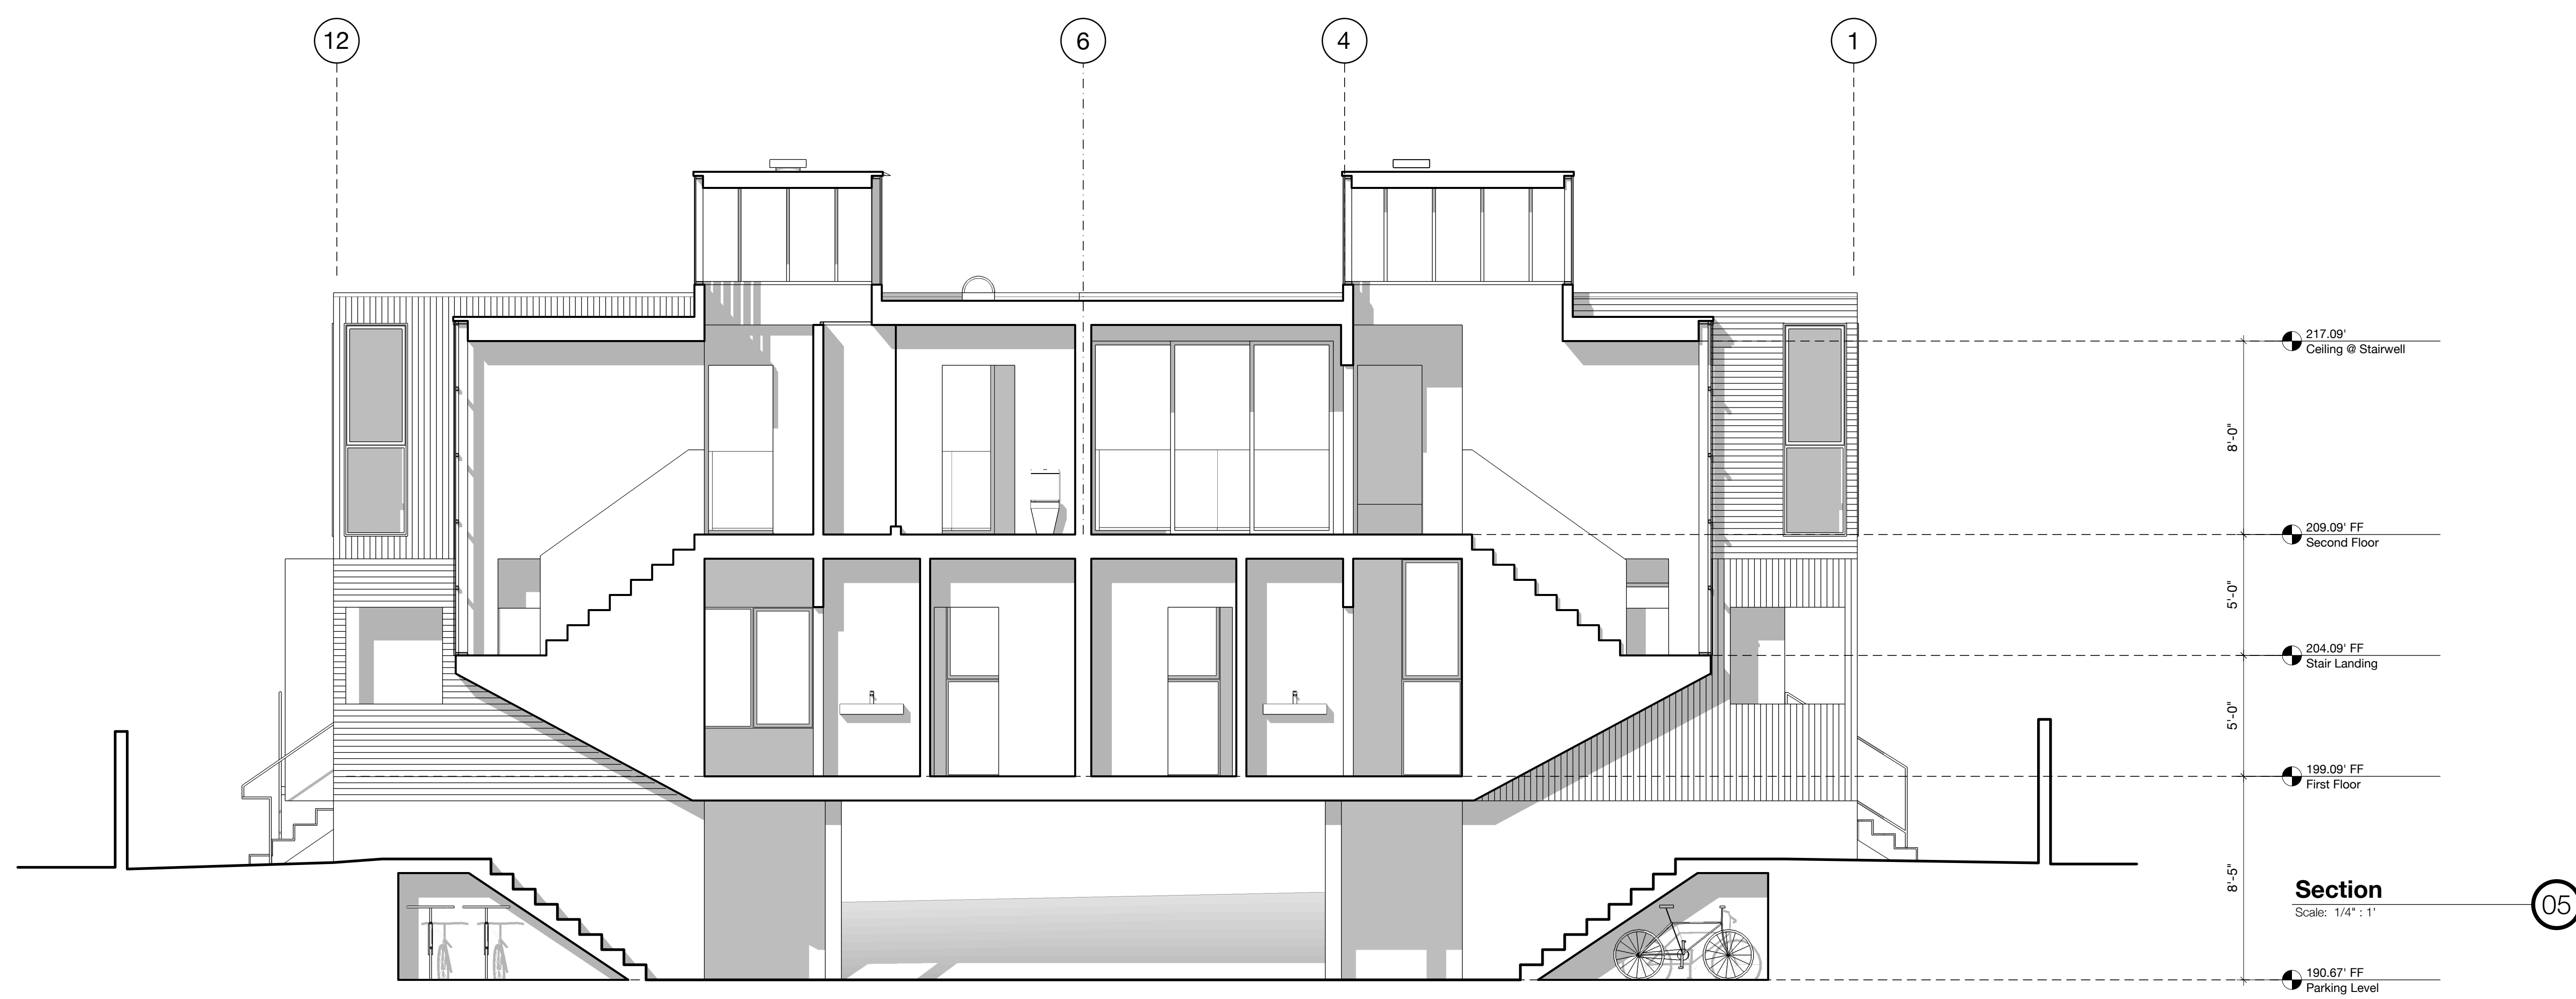 12
6
4
1
217.09'
Ceiling @ Stairwell
8'-0"
209.09' FF
Second Floor
5'-0"
204.09' FF
Stair Landing
5'-0"
199.09' FF
First Floor
8'-5"
Section
Scale: 1/4" : 1'
05
190.67' FF
Parking Level